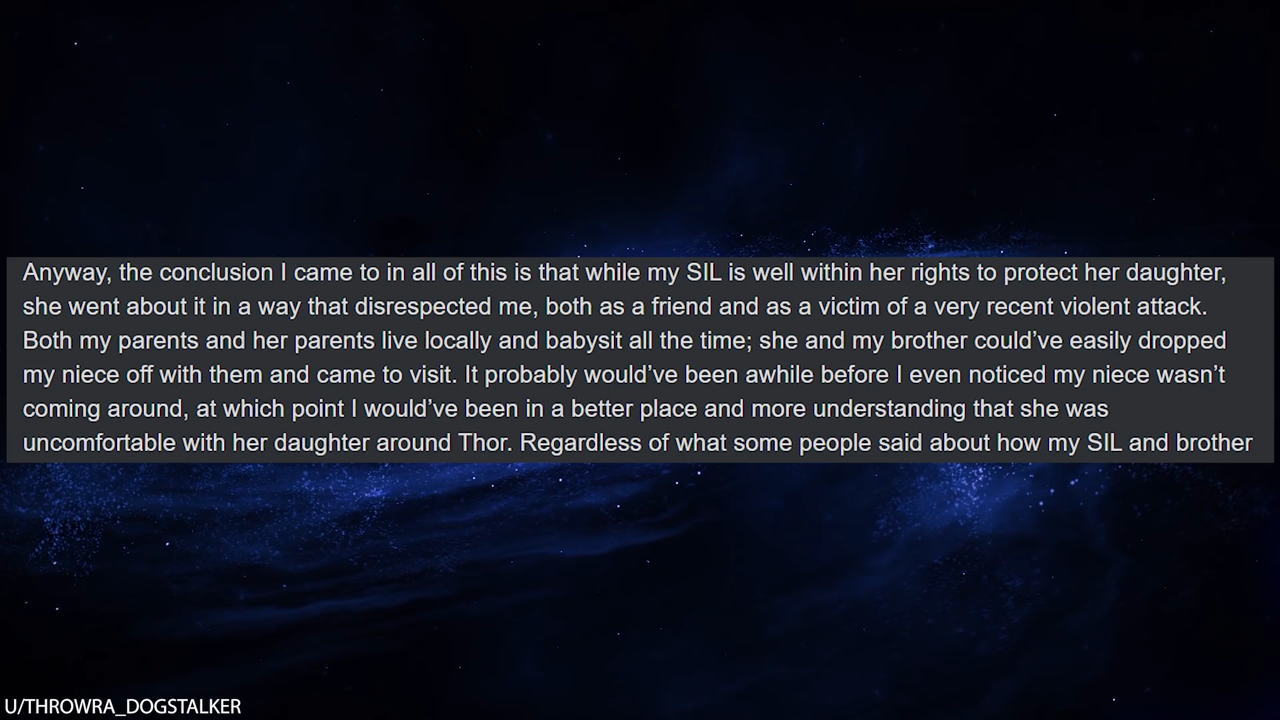 Anyway, the conclusion I came to in all of this is that while my SIL is well within her rights to protect her daughter,
she went about it in a way that disrespected me, both as a friend and as a victim of a very recent violent attack.
Both my parents and her parents live locally and babysit all the time; she and my brother could’ve easily dropped
my niece off with them and came to visit. It probably would’ve been awhile before I even noticed my niece wasn’t
coming around, at which point I would’ve been in a better place and more understanding that she was
uncomfortable with her daughter around Thor. Regardless of what some people said about how my SIL and brother
U/THROWRA_DOGSTALKER